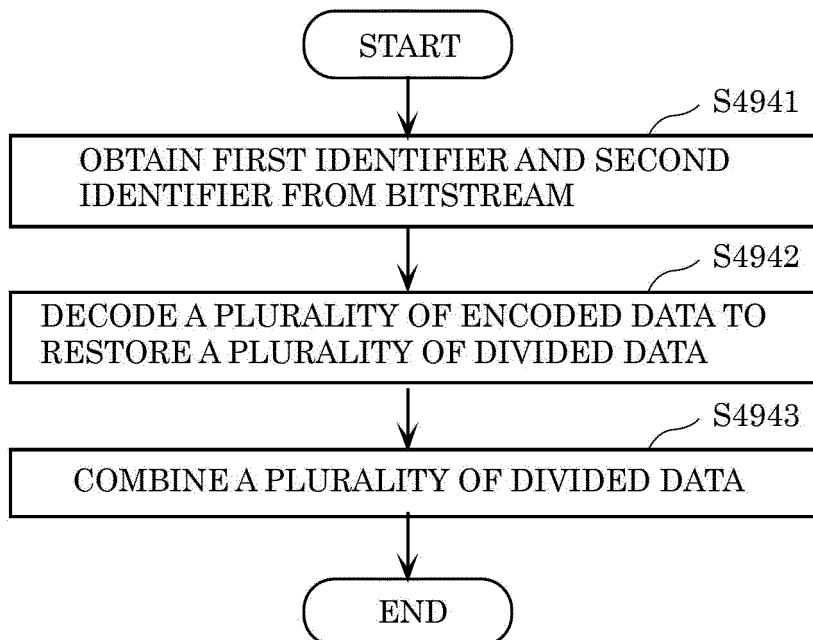 START
S4941
OBTAIN FIRST IDENTIFIER AND SECOND
IDENTIFIER FROM BITSTREAM
S4942
DECODE A PLURALITY OF ENCODED DATA TO
RESTORE A PLURALITY OF DIVIDED DATA
S4943
COMBINE A PLURALITY OF DIVIDED DATA
END